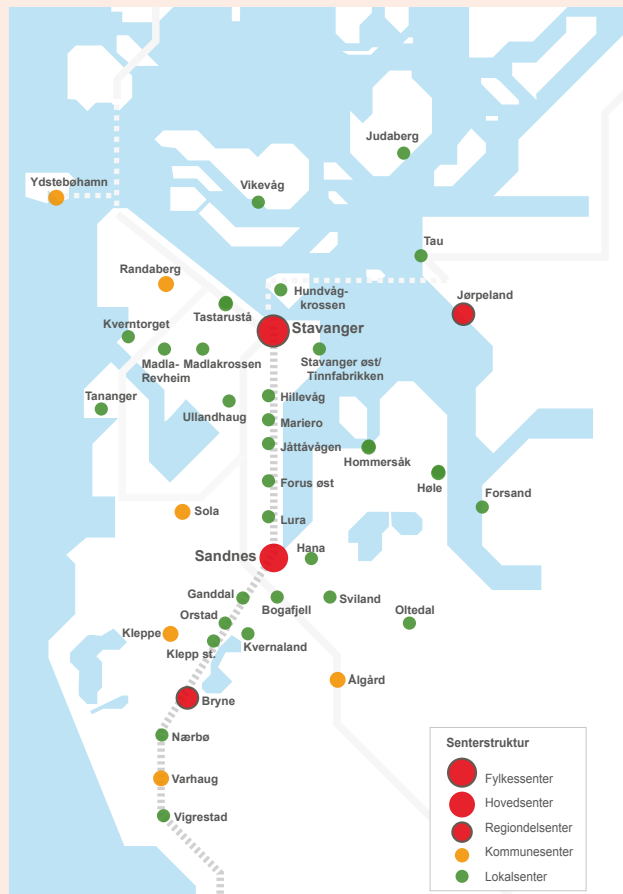 Judaberg
Ydstebøhamn
Vikevåg
Tau
Randaberg
Hundvåg-
krossen
Jørpeland
Tastarustå
Kverntorget
Stavanger
Madla-
Revheim
Madlakrossen
Stavanger øst/
Tinnfabrikken
Tananger
Ullandhaug
Hillevåg
Mariero
Jåttåvågen
Hommersåk
Forus øst
Høle
Forsand
Sola
Lura
Sandnes
Hana
Ganddal
Bogafjell
Sviland
Orstad
Oltedal
Kleppe
Klepp st.
Kvernaland
Ålgård
Bryne
Nærbø
Varhaug
Vigrestad
Senterstruktur
Fylkessenter
Hovedsenter
Regiondelsenter
Kommunesenter
Lokalsenter